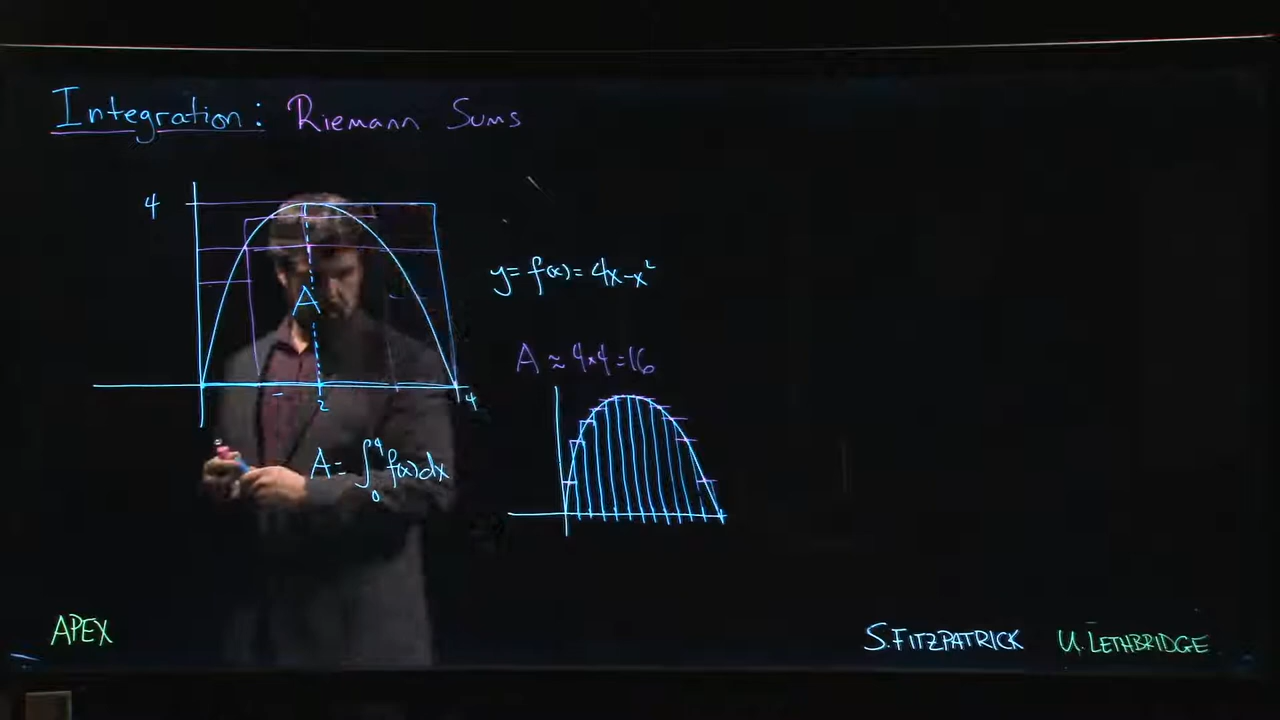 Integration: Riemann Sums
4
y = f(x) = 4x - x²
A
A ≈ 4×4 = 16
2
4
A = ∫₀⁴ f(x) dx
APEX
S. FITZPATRICK U. LETHBRIDGE